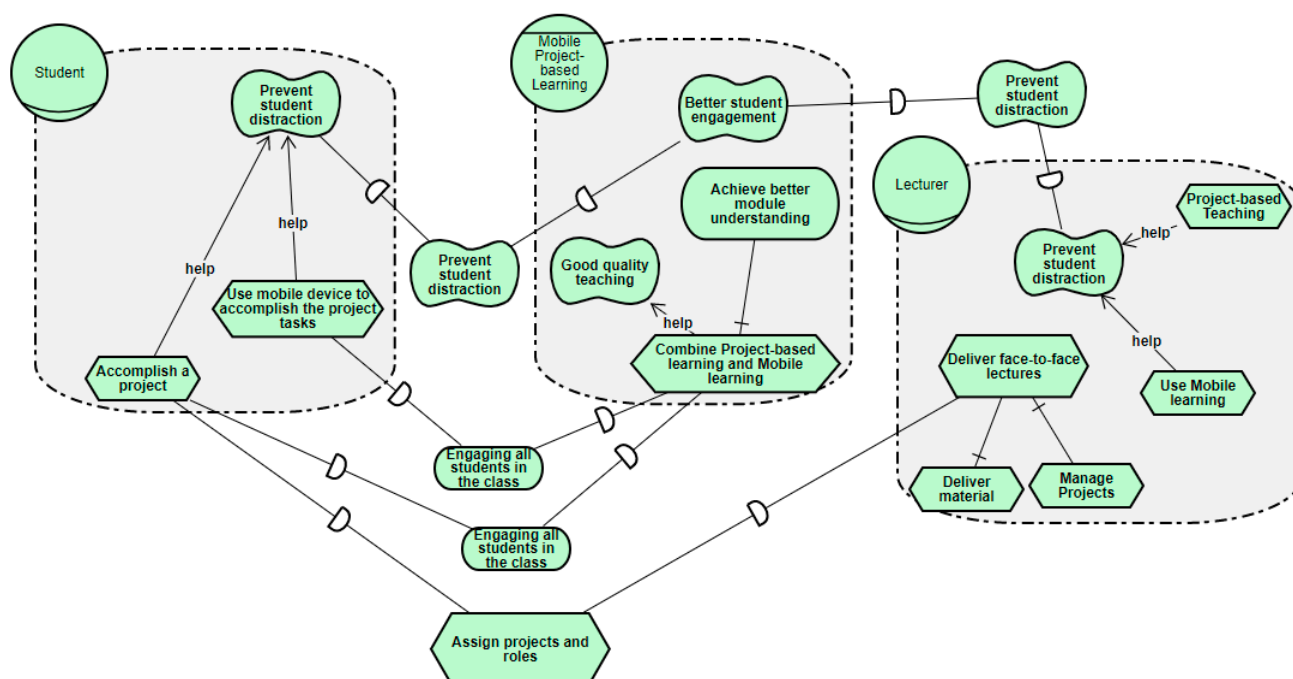 Student
Prevent
student
distraction
help
help
Use mobile device to
accomplish the project
tasks
Accomplish a
project
Mobile
Project-
based
Learning
Better student
engagement
Achieve better
module
understanding
Good quality
teaching
help
Combine Project-based
learning and Mobile
learning
Prevent
student
distraction
Prevent
student
distraction
Lecturer
Project-based
Teaching
help
Prevent
student
distraction
help
Deliver face-to-face
lectures
Use Mobile
learning
Deliver
material
Manage
Projects
Engaging all
students in
the class
Engaging all
students in
the class
Assign projects and
roles